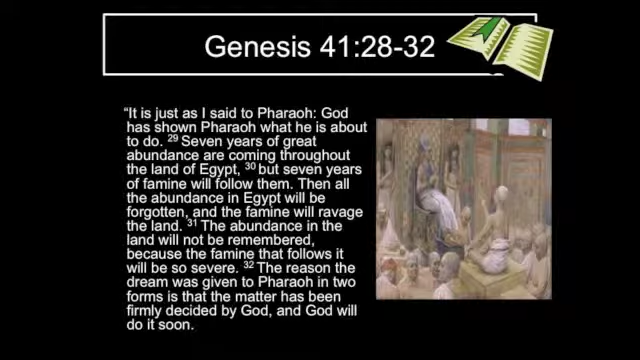 Genesis 41:28-32
“It is just as I said to Pharaoh: God
has shown Pharaoh what he is about
to do. 29 Seven years of great
abundance are coming throughout
the land of Egypt, 30 but seven years
of famine will follow them. Then all
the abundance in Egypt will be
forgotten, and the famine will ravage
the land. 31 The abundance in the
land will not be remembered,
because the famine that follows it
will be so severe. 32 The reason the
dream was given to Pharaoh in two
forms is that the matter has been
firmly decided by God, and God will
do it soon.